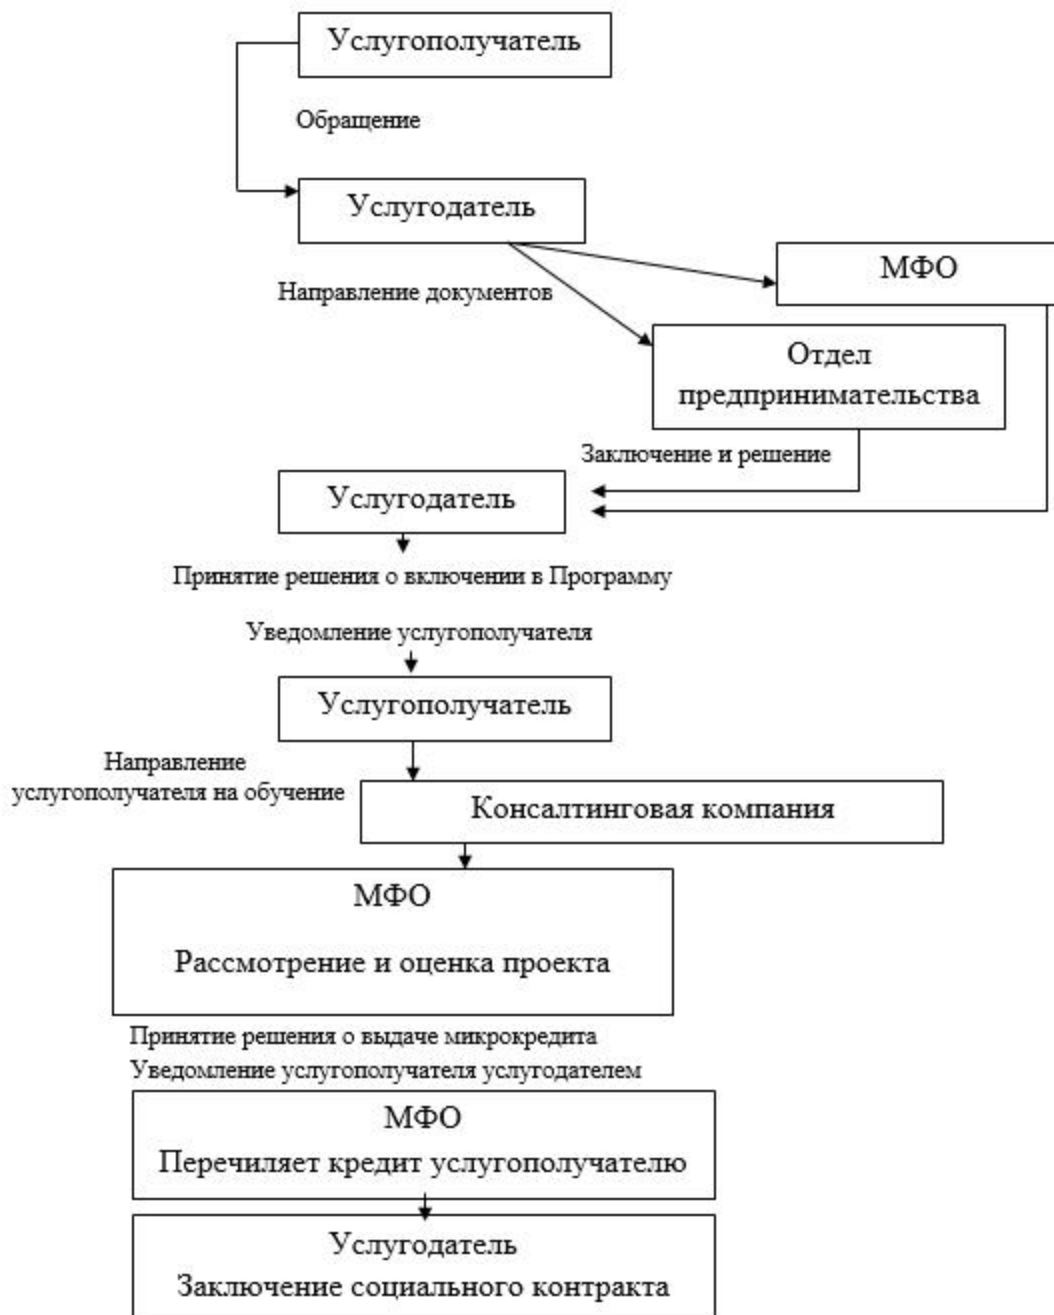 Услугополучатель
Обращение
Услугодатель
МФО
Направление документов
Отдел
предпринимательства
Заключение и решение
Услугодатель
Принятие решения о включении в Программу
Уведомление услугополучателя
Услугополучатель
Направление
услугополучателя на обучение
Консалтинговая компания
МФО
Рассмотрение и оценка проекта
Принятие решения о выдаче микрокредита
Уведомление услугополучателя услугодателем
МФО
Перечиляет кредит услугополучателю
Услугодатель
Заключение социального контракта